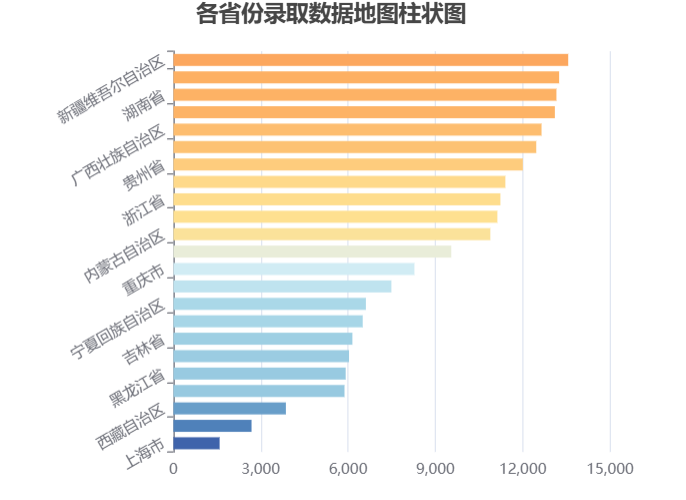 各省份录取数据地图柱状图
新疆维吾尔自治区
湖南省
广西壮族自治区
贵州省
浙江省
内蒙古自治区
重庆市
宁夏回族自治区
吉林省
黑龙江省
西藏自治区
上海市
0 3,000 6,000 9,000 12,000 15,000